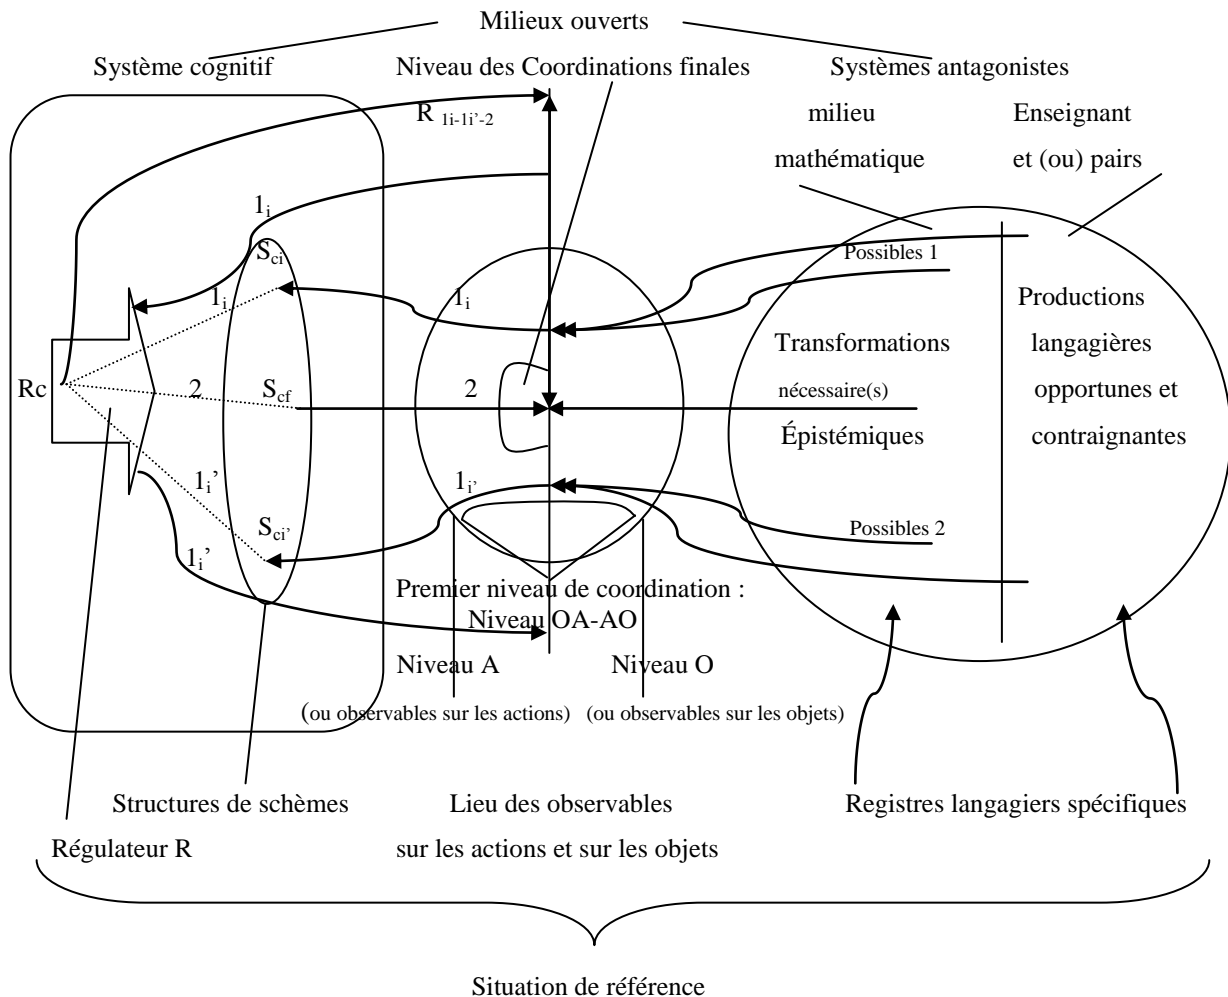 Milieux ouverts
Système cognitif
Niveau des Coordinations finales
Systèmes antagonistes
R 1i-1i’-2
milieu
mathématique
Enseignant
et (ou) pairs
1i
Sci
Possibles 1
1i
1i
Productions
langagières
opportunes et
contraignantes
Transformations
nécessaire(s)
Épistémiques
Rc
2
Scf
2
1i’
1i’
Sci’
Possibles 2
1i’
Premier niveau de coordination :
Niveau OA-AO
Niveau A
Niveau O
(ou observables sur les actions)
(ou observables sur les objets)
Structures de schèmes
Lieu des observables
sur les actions et sur les objets
Registres langagiers spécifiques
Régulateur R
Situation de référence